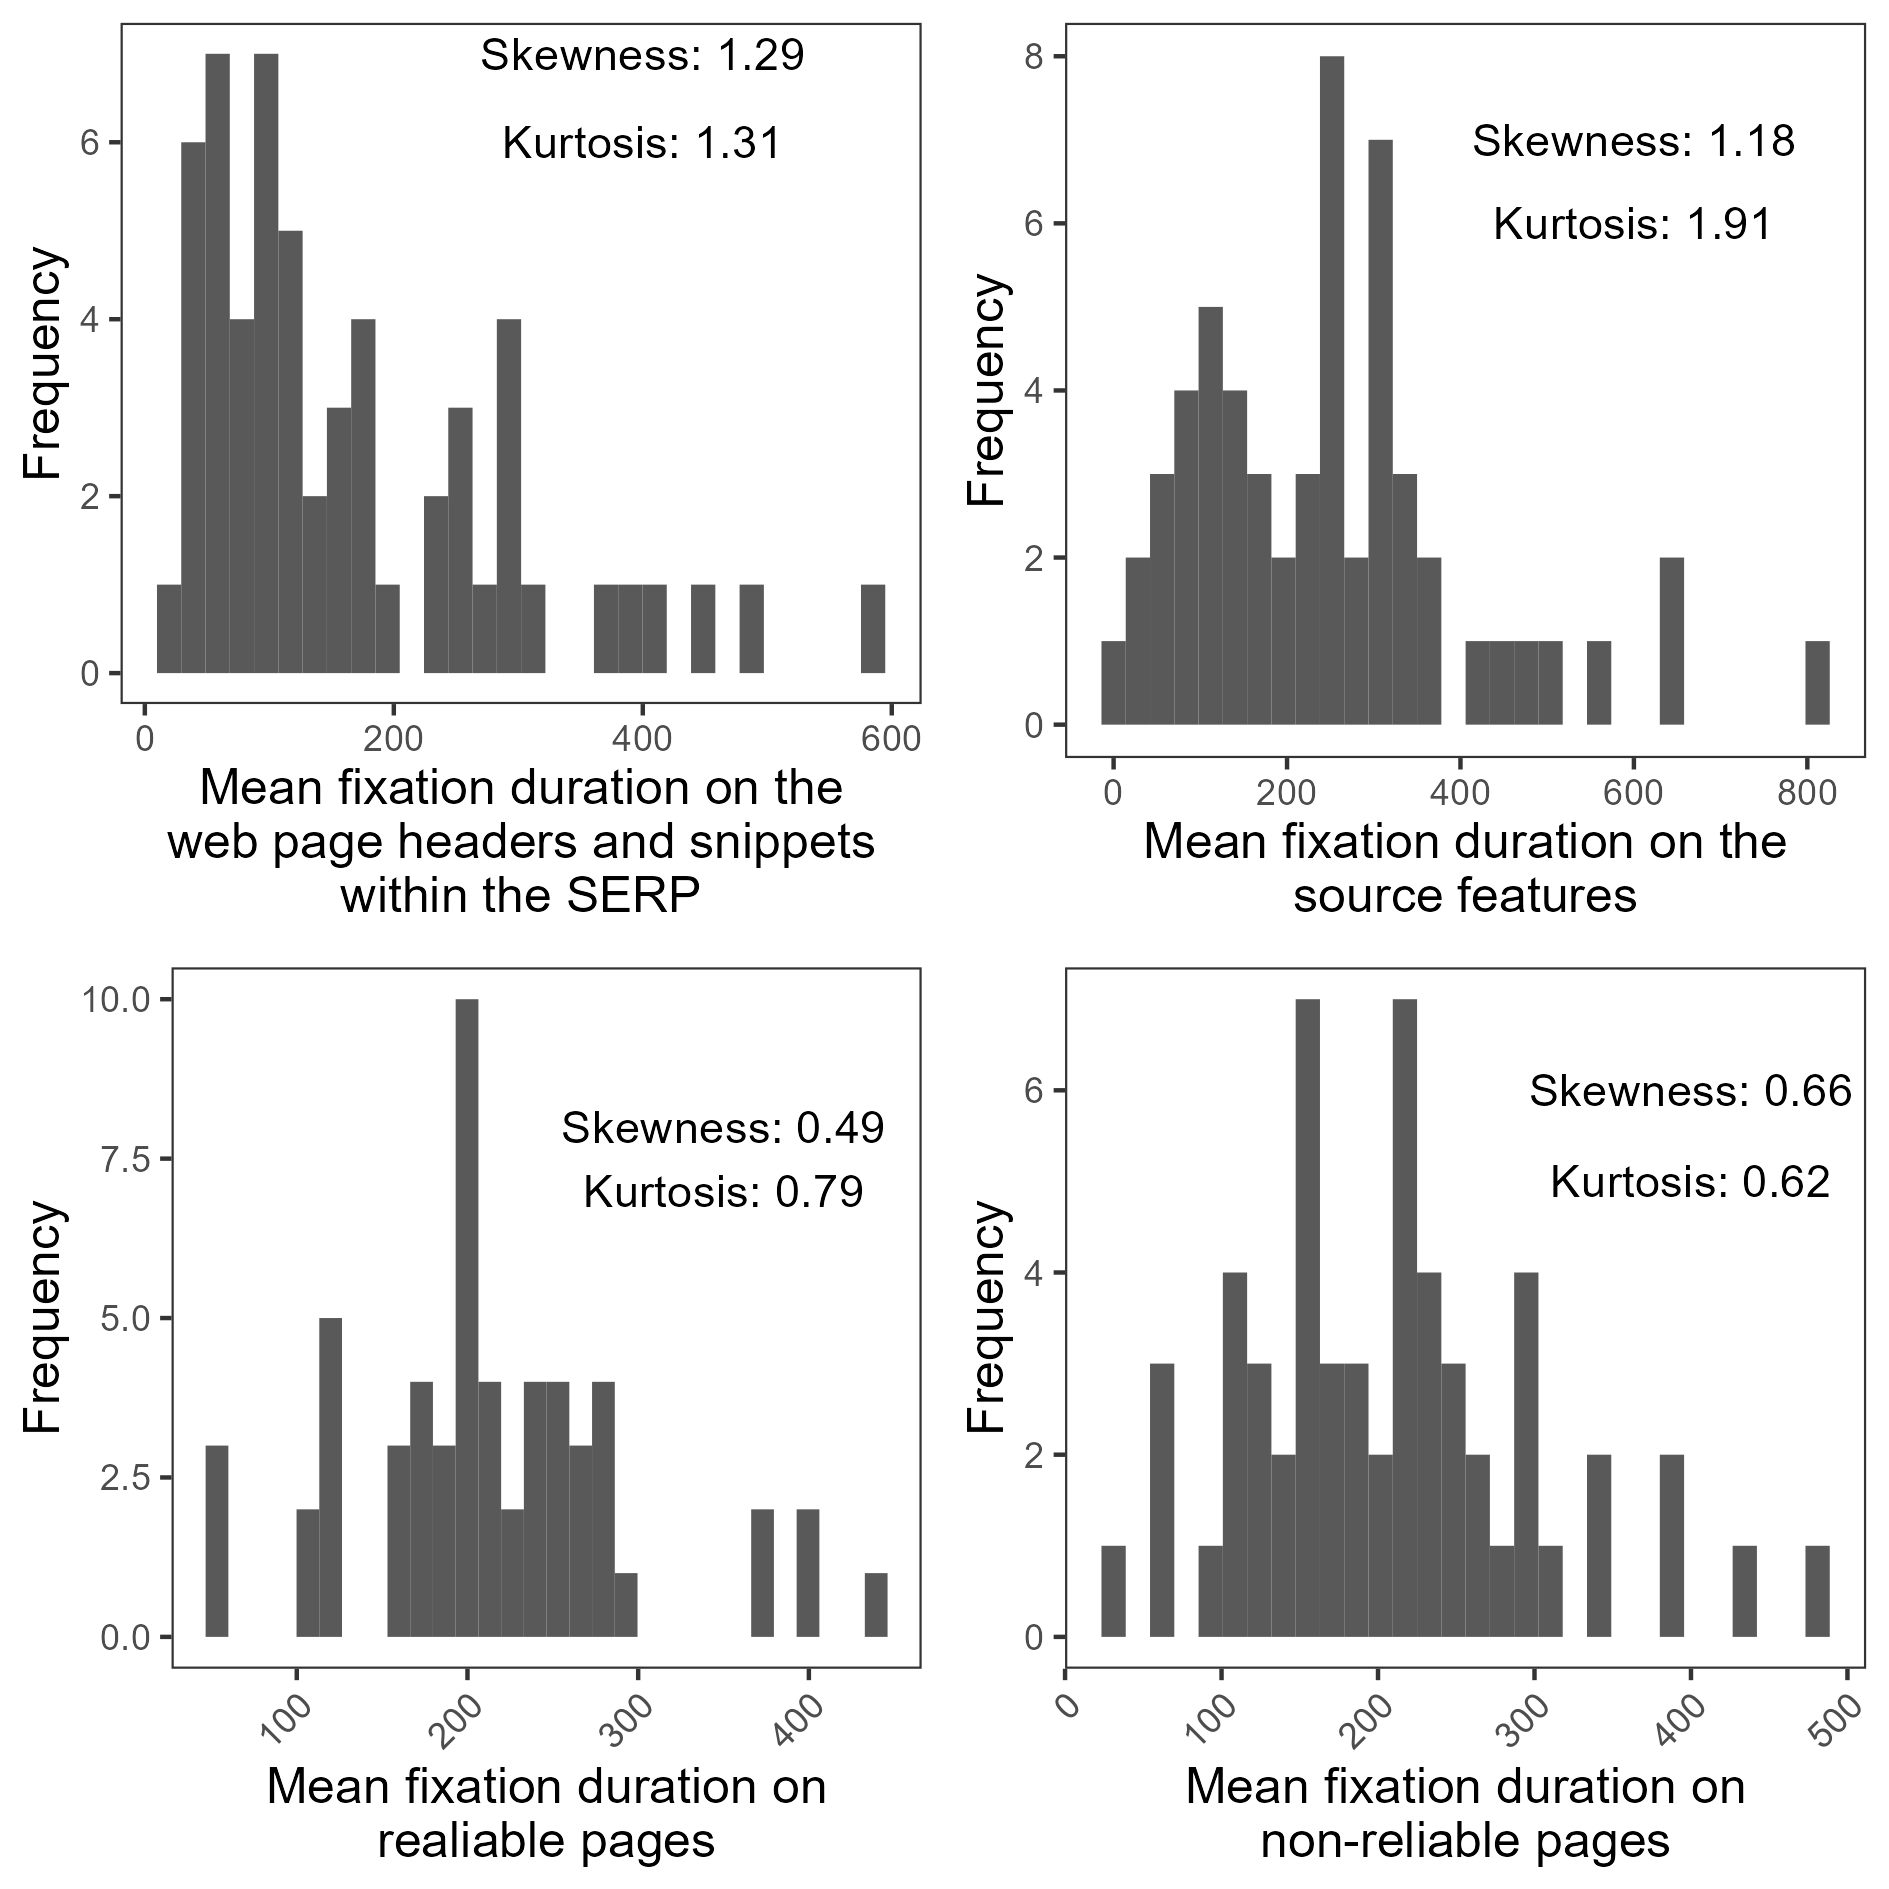 Skewness: 1.29
Kurtosis: 1.31
Frequency
6
4
2
0
0 200 400 600
Mean fixation duration on the
web page headers and snippets
within the SERP
Skewness: 1.18
Kurtosis: 1.91
Frequency
8
6
4
2
0
0 200 400 600 800
Mean fixation duration on the
source features
Skewness: 0.49
Kurtosis: 0.79
Frequency
10.0
7.5
5.0
2.5
0.0
100 200 300 400
Mean fixation duration on
realiable pages
Skewness: 0.66
Kurtosis: 0.62
Frequency
6
4
2
0
0 100 200 300 400 500
Mean fixation duration on
non-reliable pages